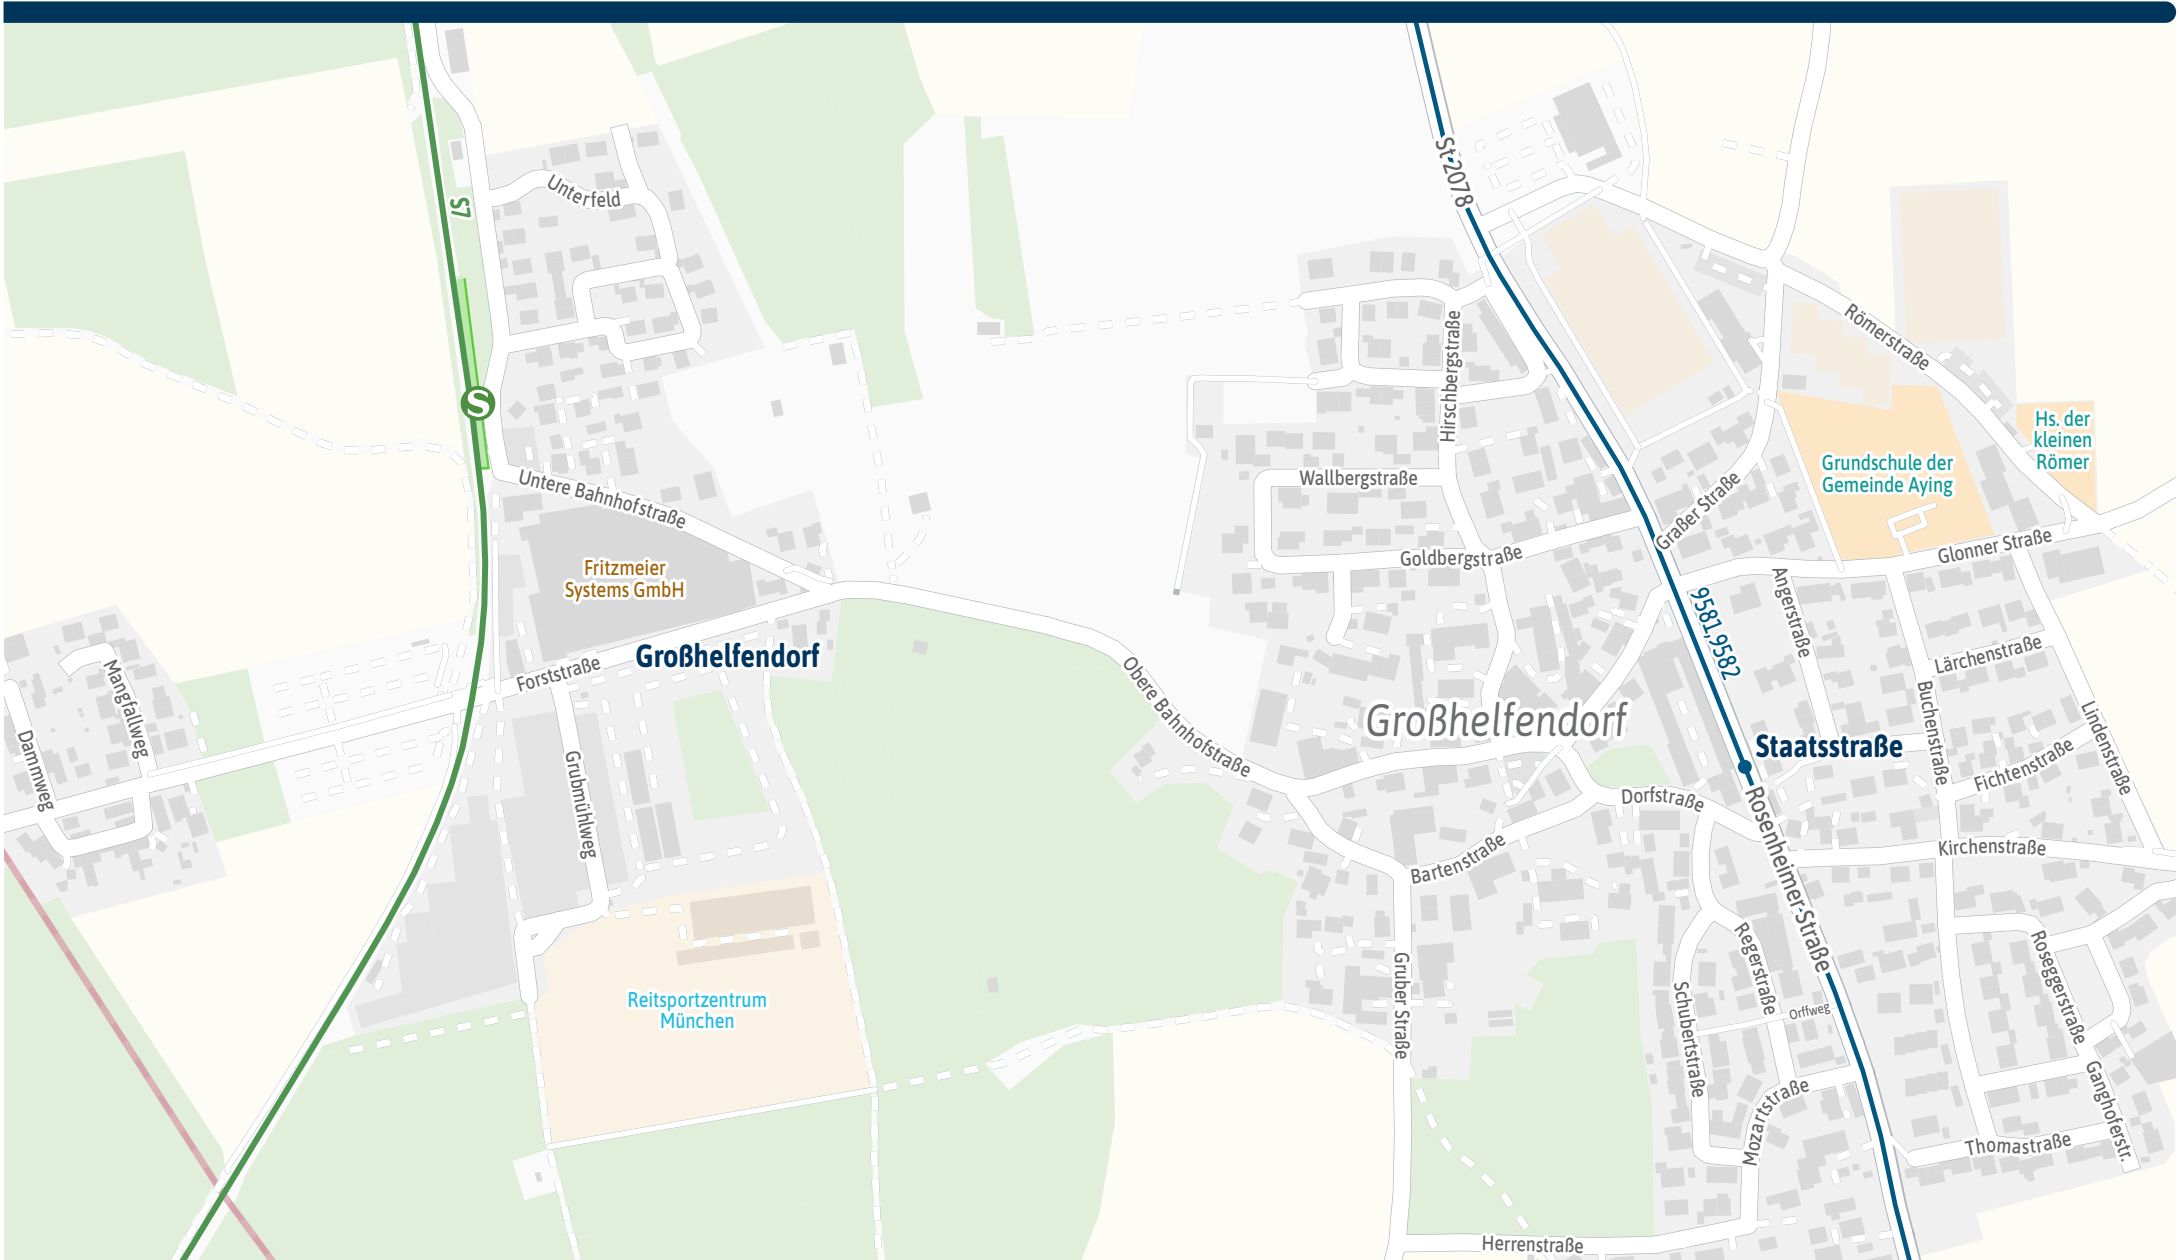 St 2078
Unterfeld
S7
Römerstraße
Hirschbergstraße
S
Hs. der
kleinen
Römer
Grundschule der
Gemeinde Aying
Wallbergstraße
Untere Bahnhofstraße
Graßer Straße
Goldbergstraße
Glonner Straße
Fritzmeier
Systems GmbH
Angerstraße
9581,9582
Großhelfendorf
Forststraße
Lärchenstraße
Mangfallweg
Obere Bahnhofstraße
Großhelfendorf
Buchenstraße
Lindenstraße
Staatsstraße
Dammweg
Fichtenstraße
Grubmühlweg
Dorfstraße
Rosenheimer Straße
Bartenstraße
Kirchenstraße
Regerstraße
Roseggerstraße
Reitsportzentrum
München
Gruber Straße
Schubertstraße
Orffweg
Mozartstraße
Ganghoferstr.
Thomastraße
Herrenstraße